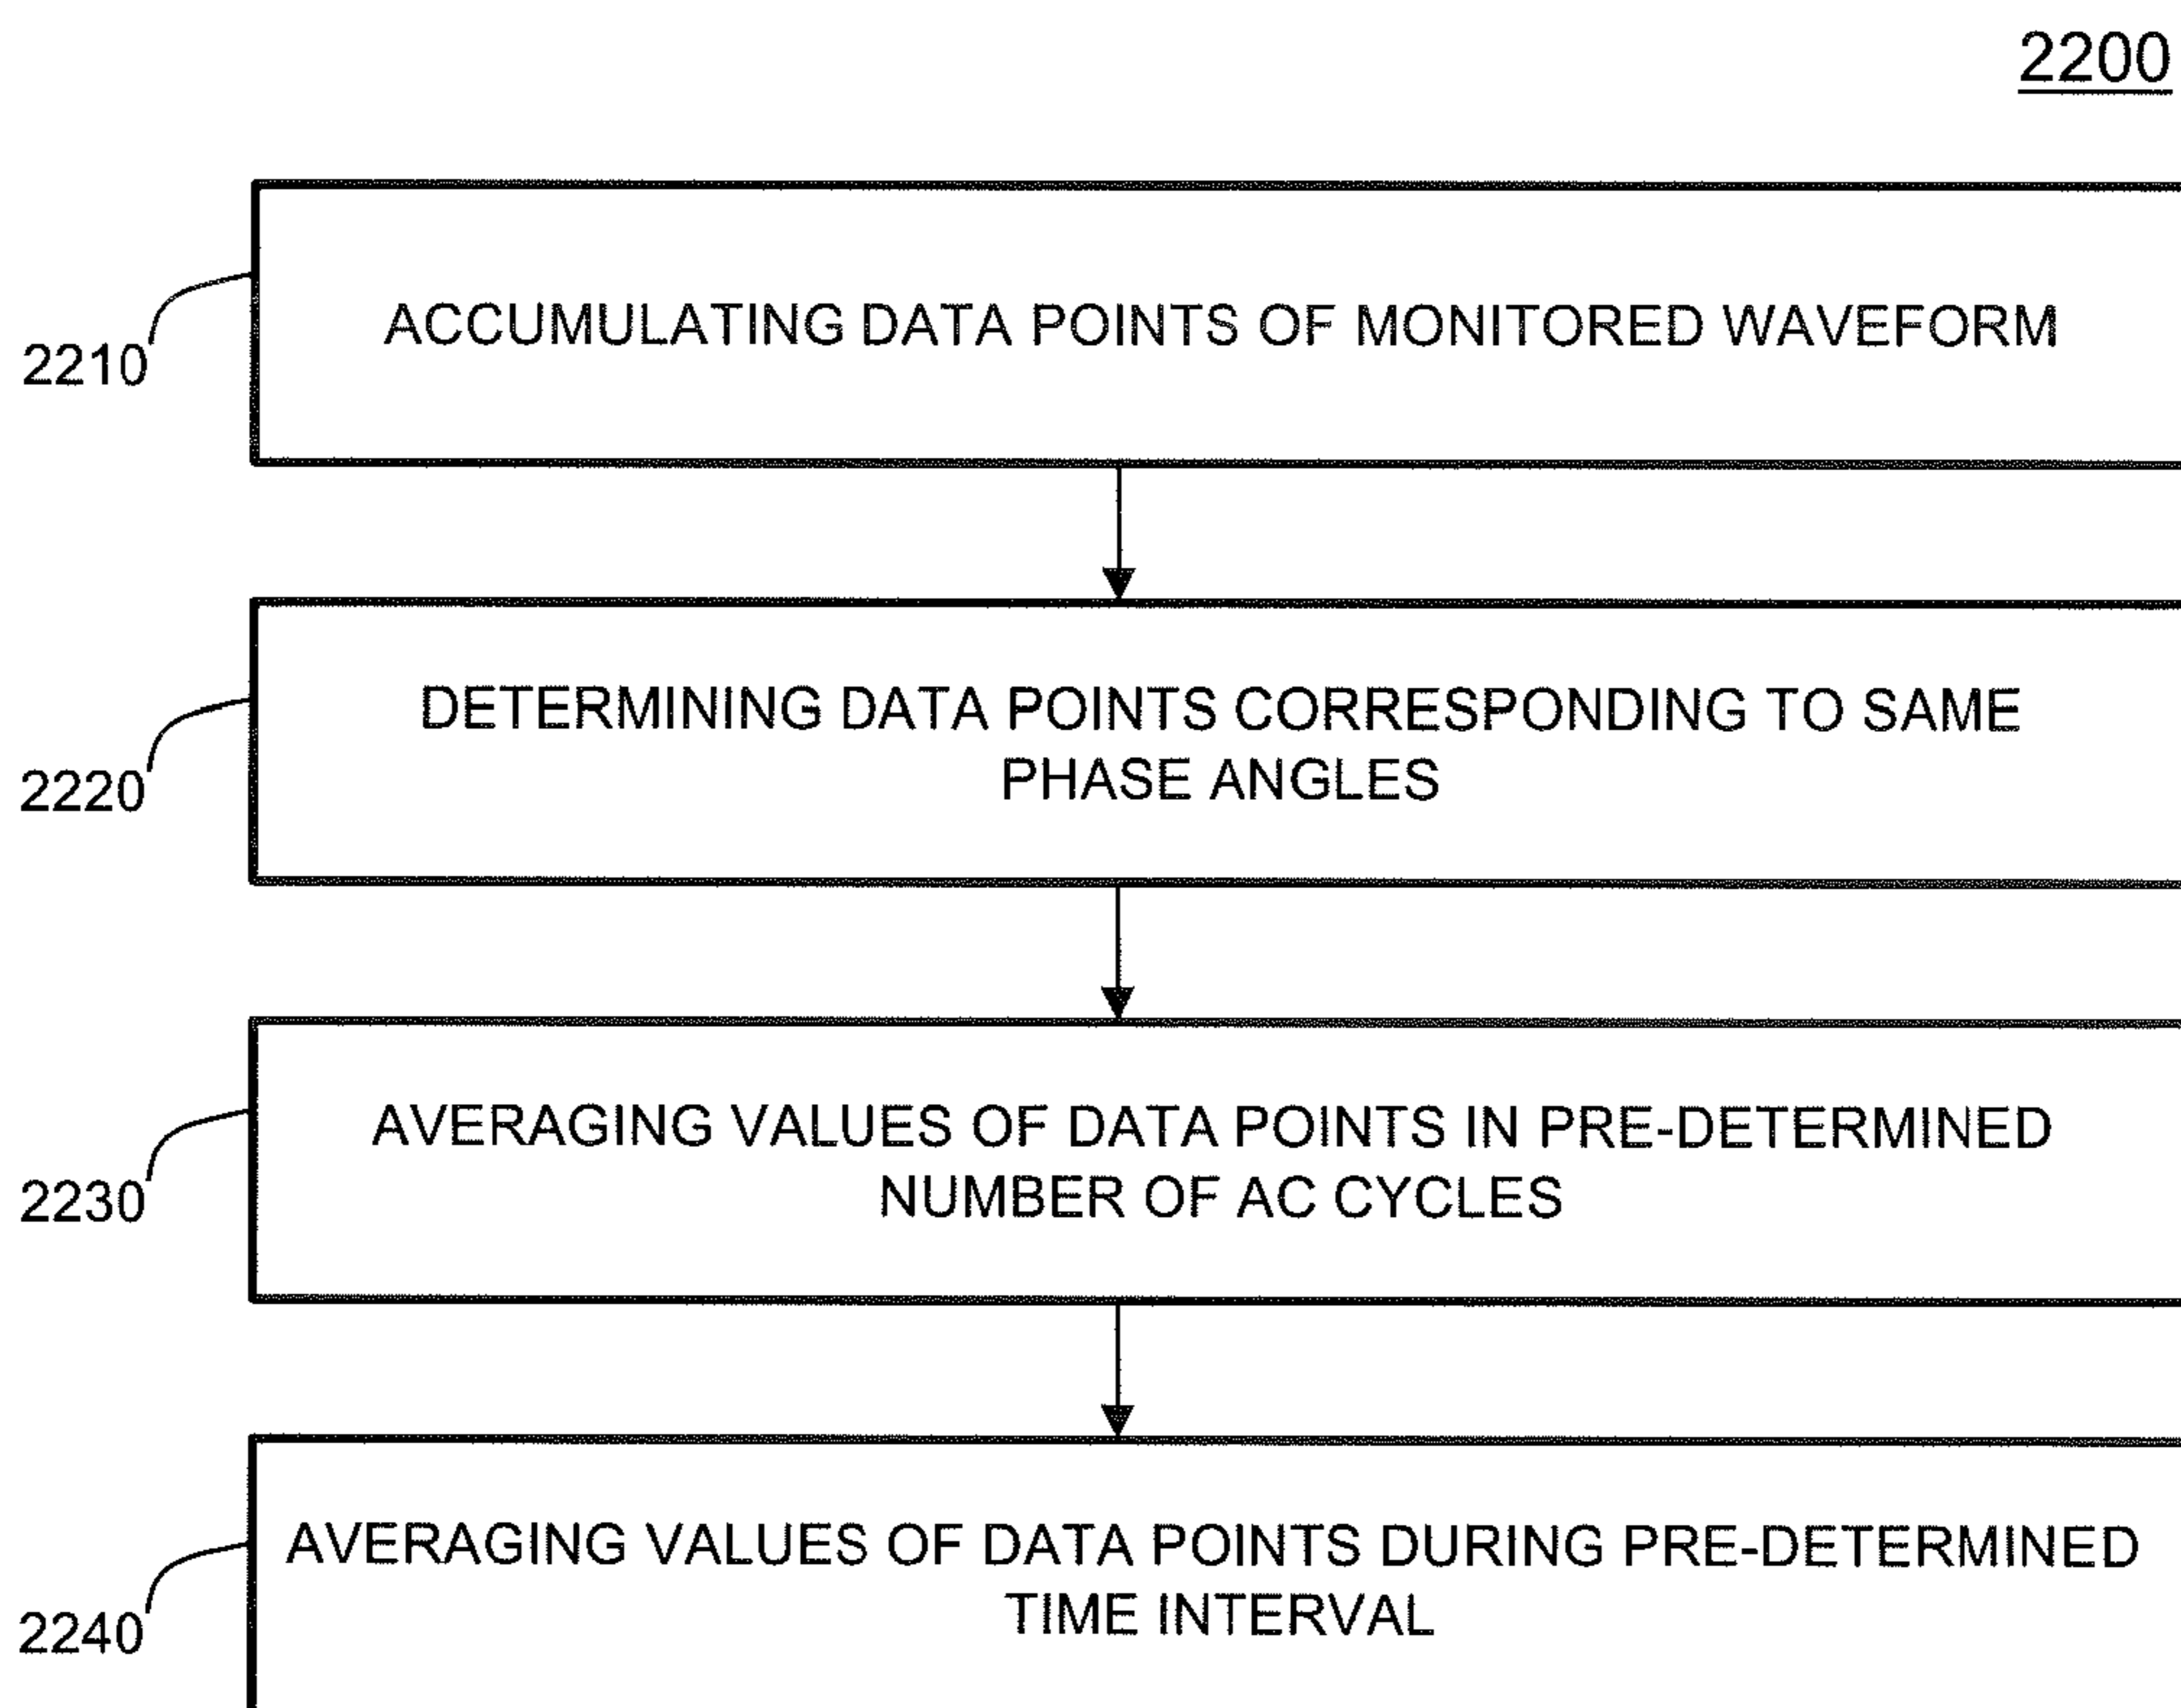 2200
2210
ACCUMULATING DATA POINTS OF MONITORED WAVEFORM
2220
DETERMINING DATA POINTS CORRESPONDING TO SAME
PHASE ANGLES
2230
AVERAGING VALUES OF DATA POINTS IN PRE-DETERMINED
NUMBER OF AC CYCLES
2240
AVERAGING VALUES OF DATA POINTS DURING PRE-DETERMINED
TIME INTERVAL